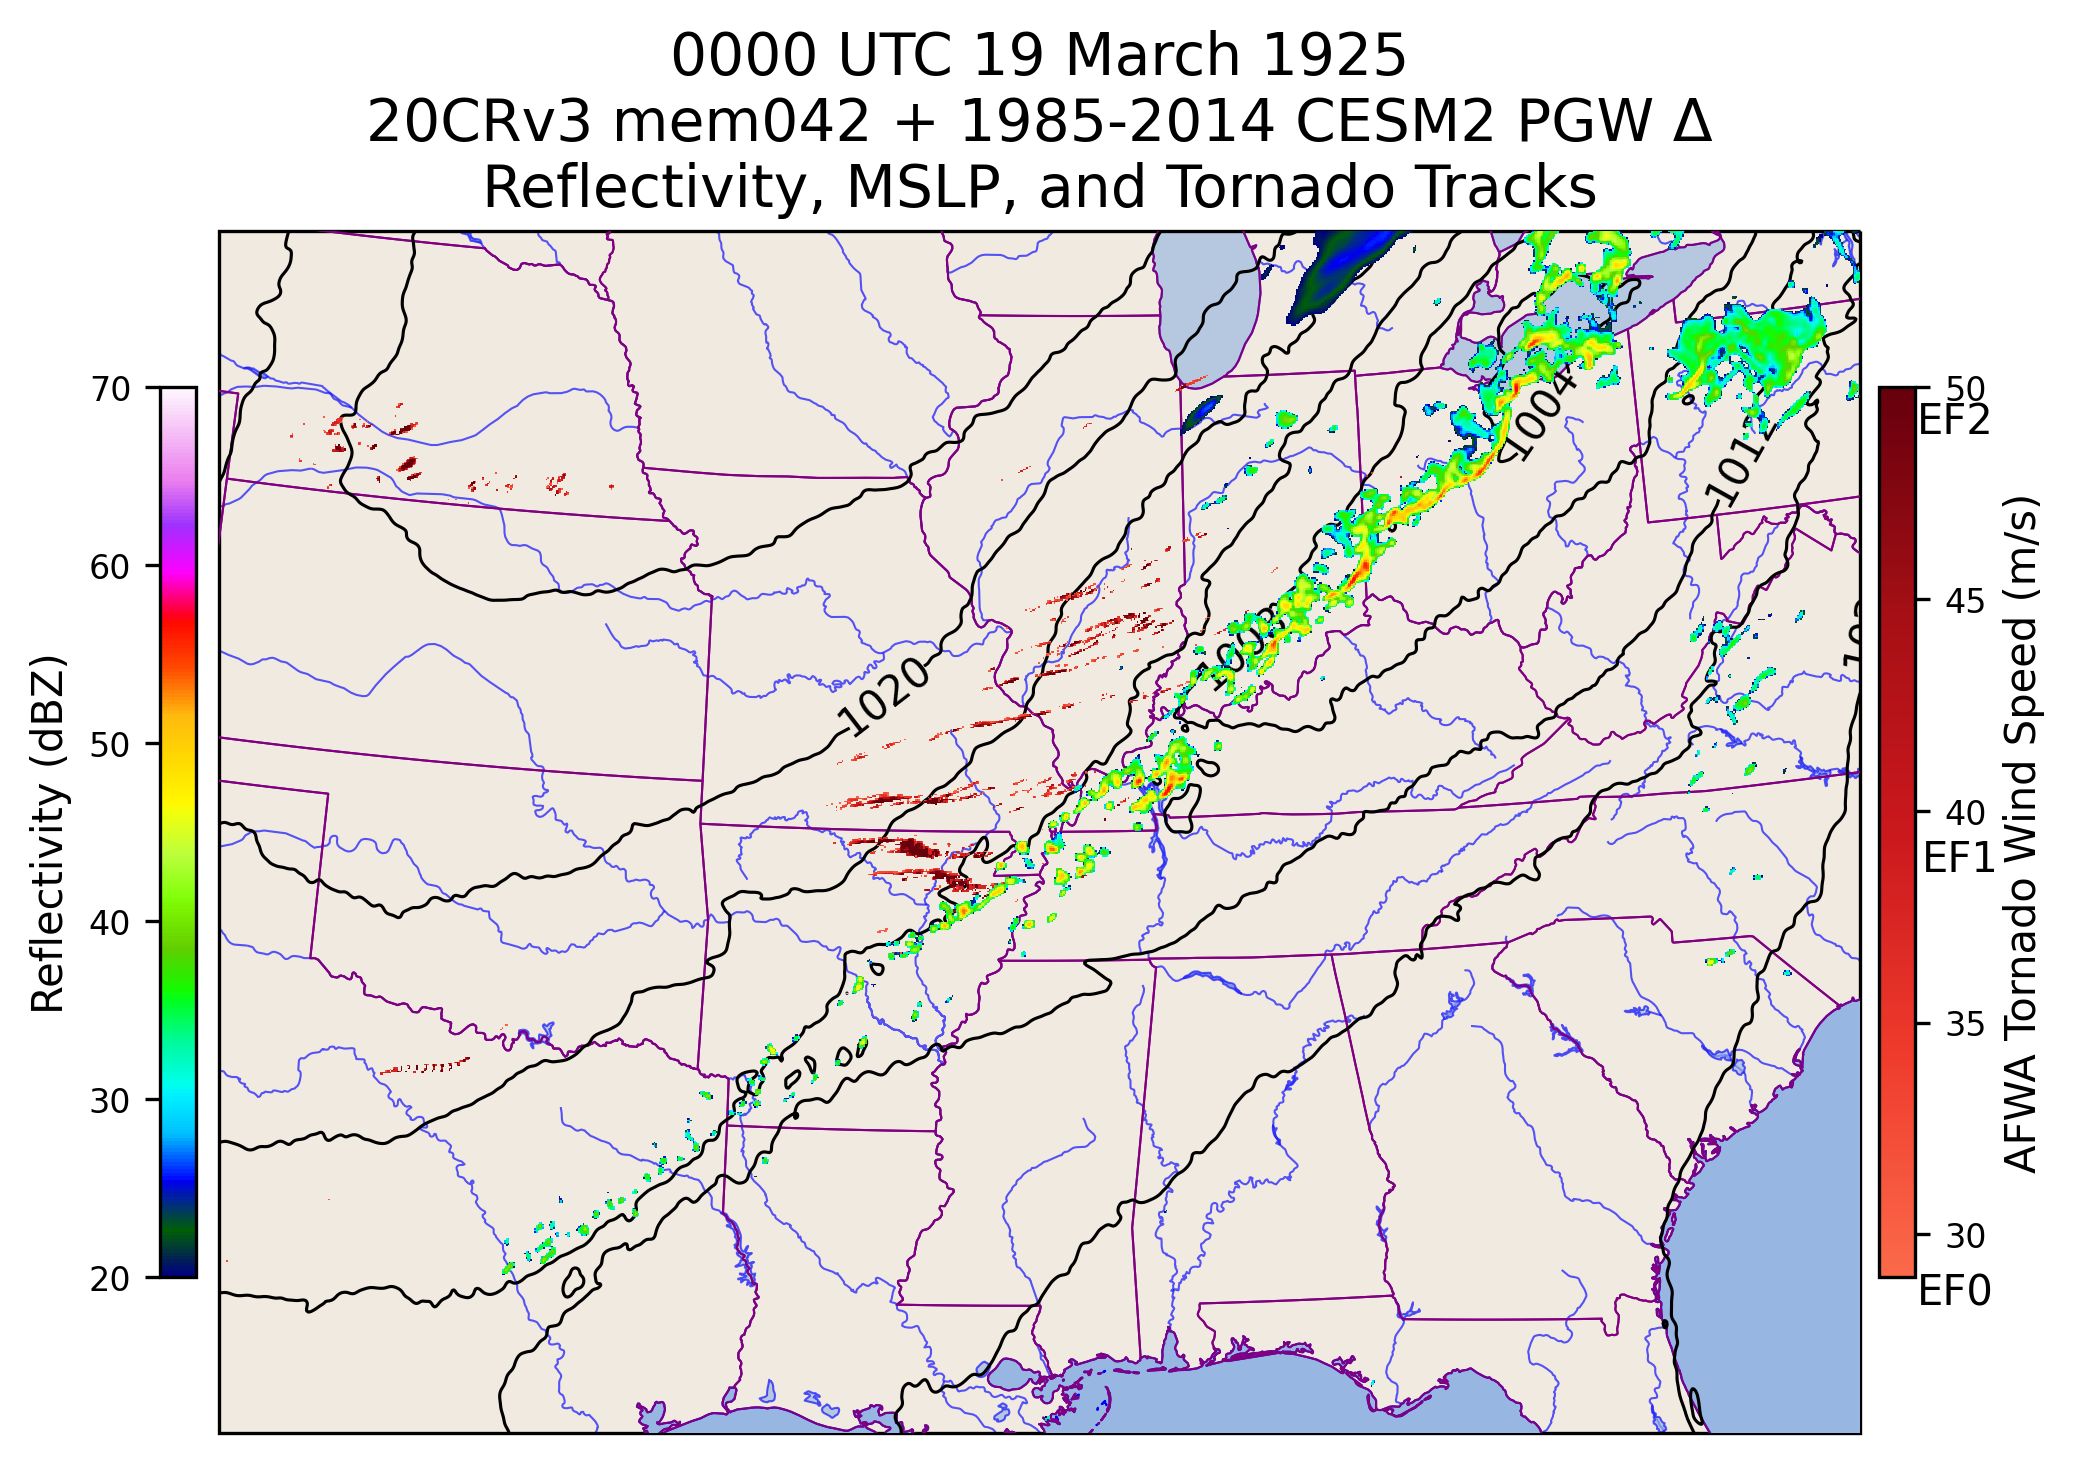 0000 UTC 19 March 1925
20CRv3 mem042 + 1985-2014 CESM2 PGW Δ
Reflectivity, MSLP, and Tornado Tracks
Reflectivity (dBZ)
70
60
50
40
30
20
1004
1012
1020
50
EF2
45
40
EF1
35
30
EF0
AFWA Tornado Wind Speed (m/s)